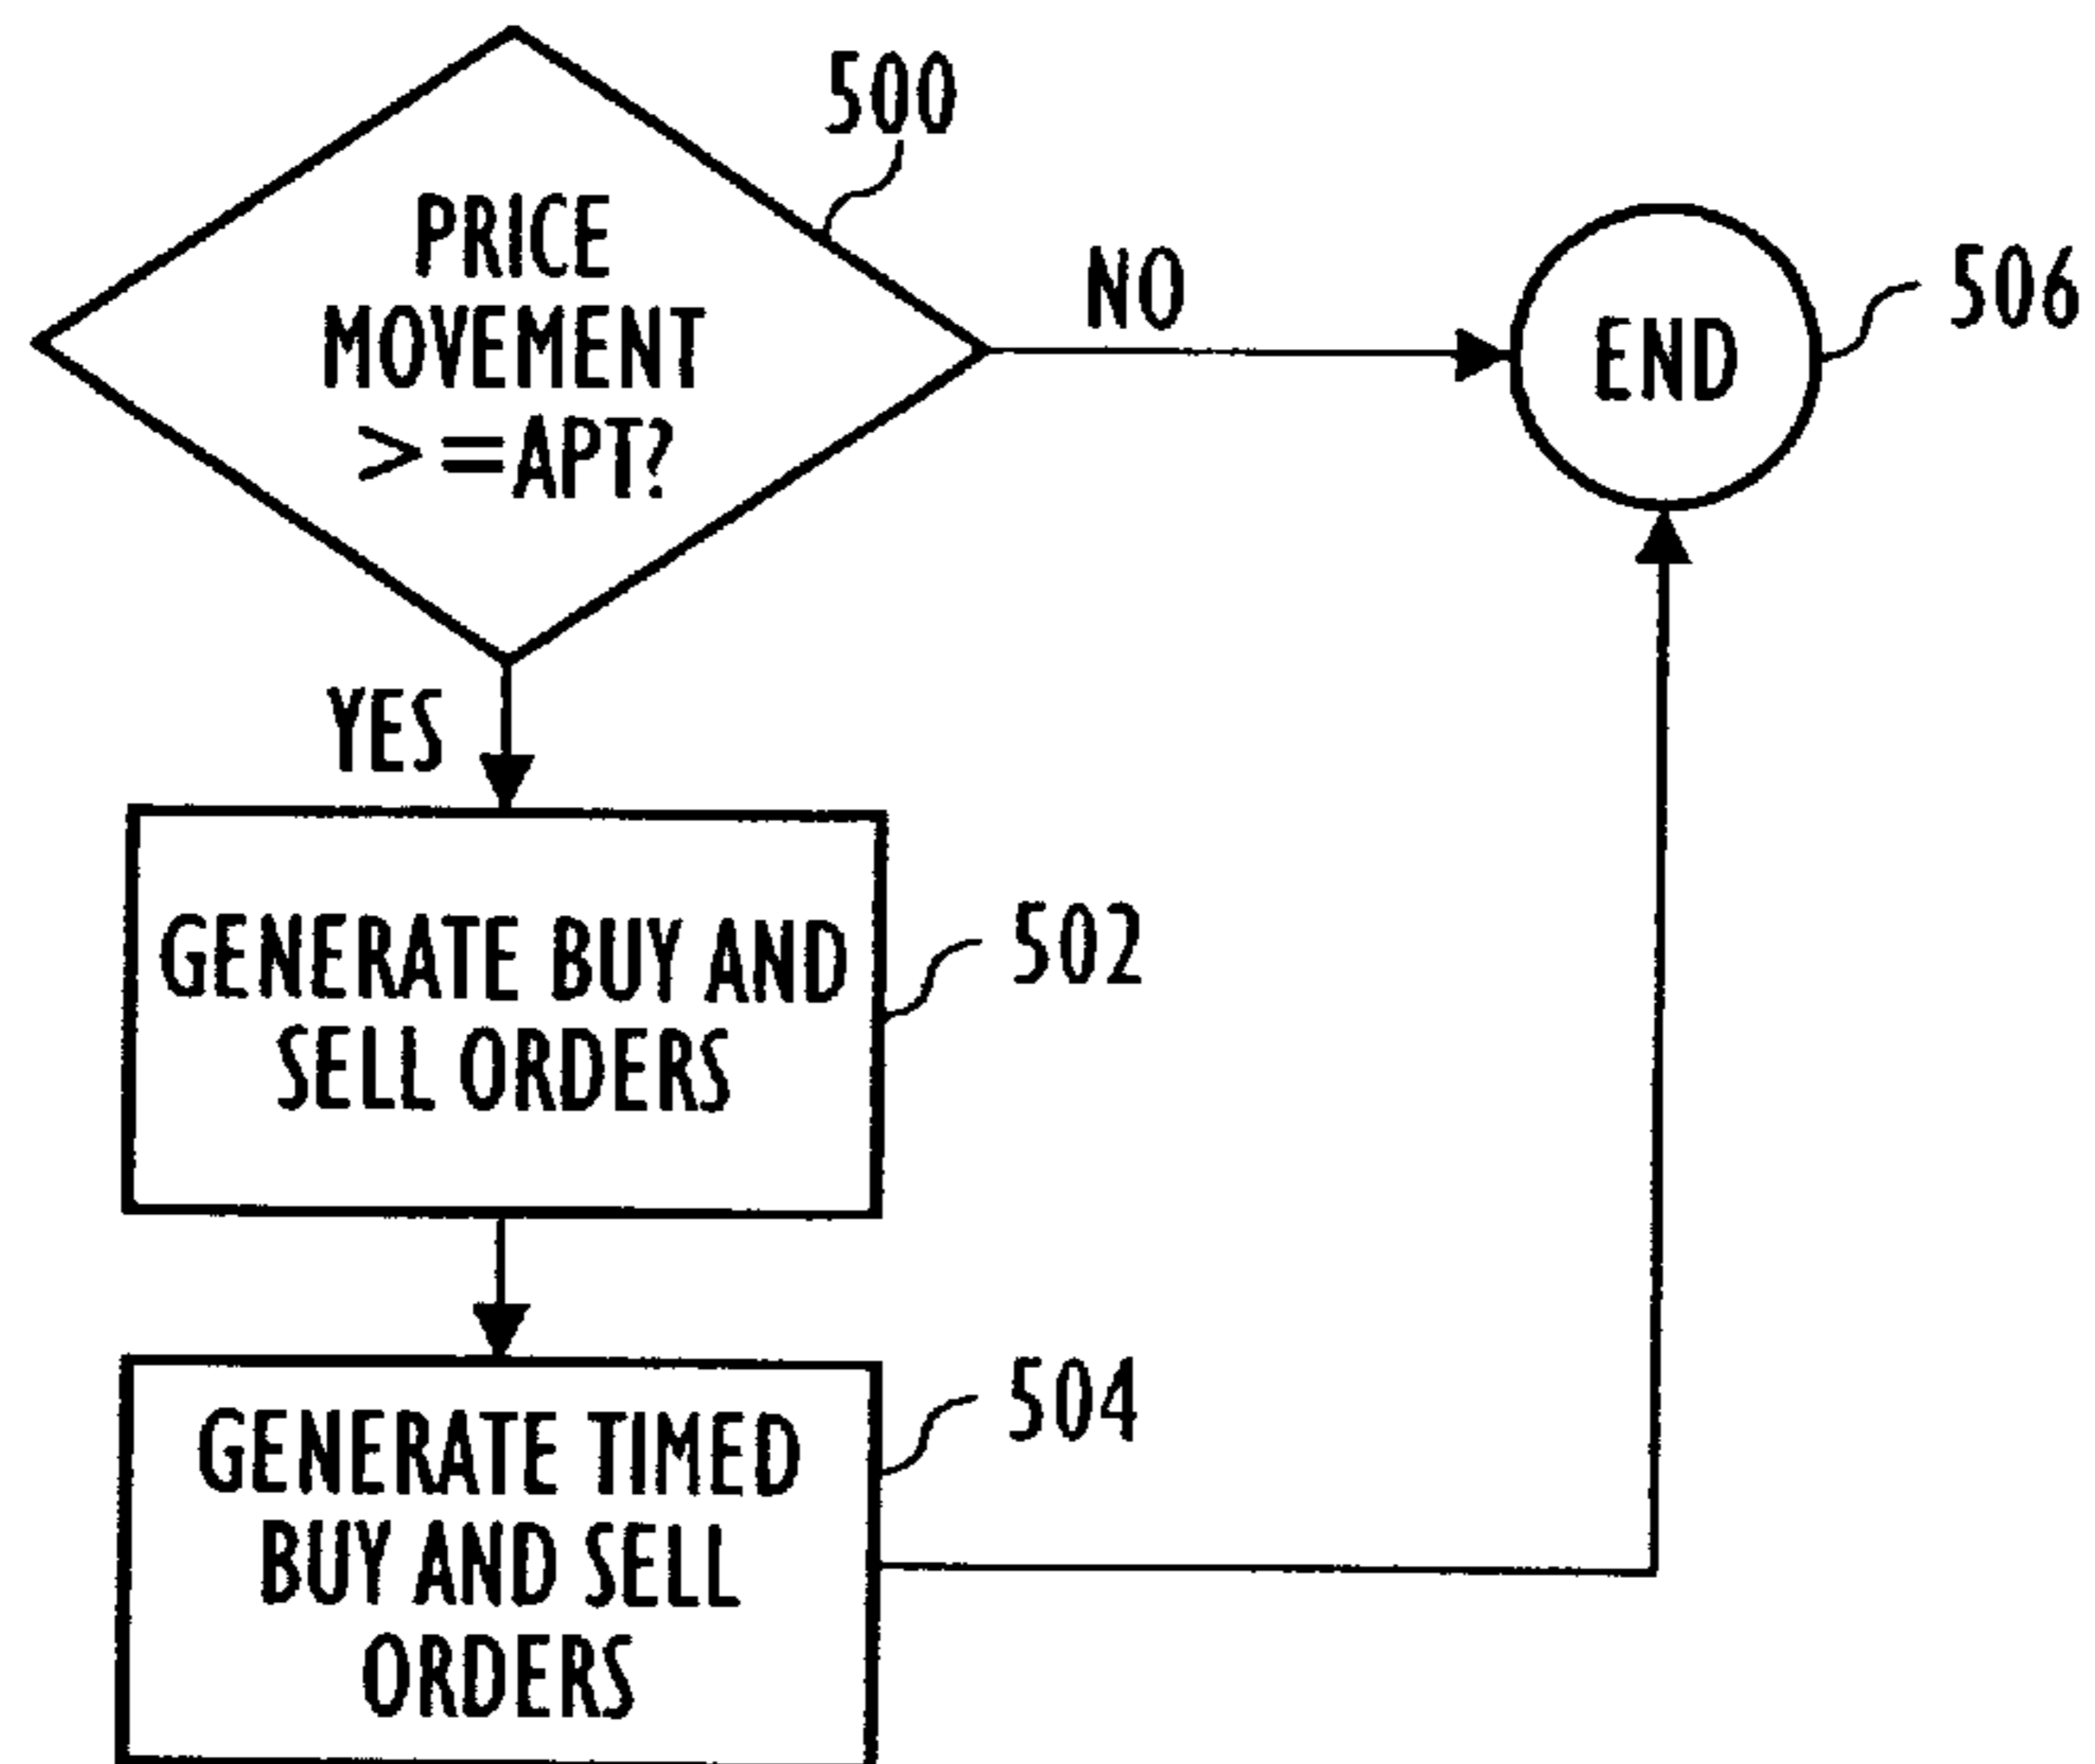 500
PRICE
MOVEMENT
>=APT?
NO
END
506
YES
GENERATE BUY AND
SELL ORDERS
502
GENERATE TIMED
BUY AND SELL
ORDERS
504